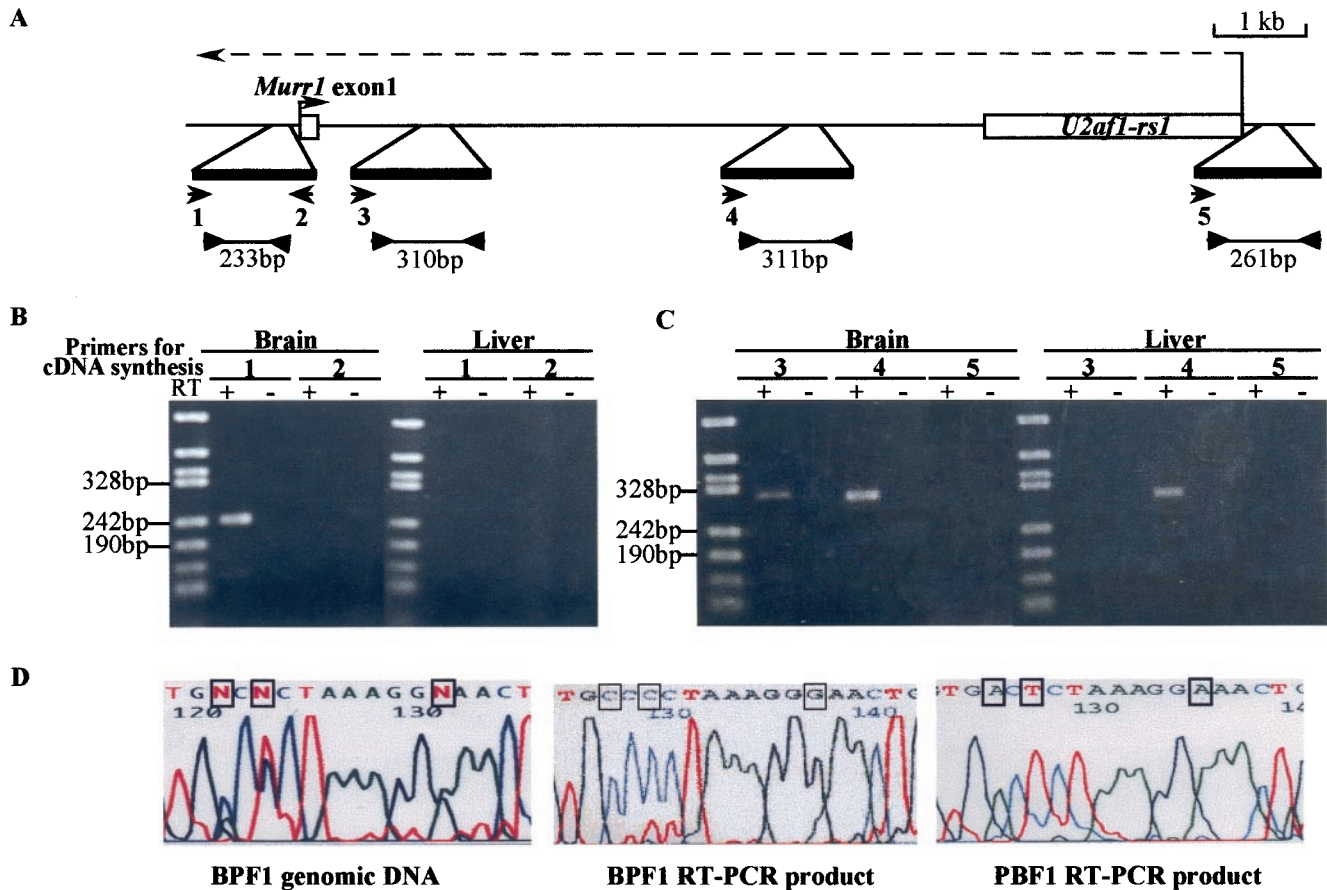 A
1 kb
Murr1 exon1
U2af1-rs1
1 2 3 4 5
233bp 310bp 311bp 261bp
B
Brain Liver
Primers for
cDNA synthesis
1 2 1 2
RT + - + - + - + -
328bp
242bp
190bp
C
Brain Liver
3 4 5 3 4 5
+ - + - + - + - + - + -
328bp
242bp
190bp
D
T G N C N C T A A A G G N A A C T
120 130
BPF1 genomic DNA
T G C C C C T A A A G G G A A C T G
130 140
BPF1 RT-PCR product
G T G A C T C T A A A G G A A A C T G
130 14
PBF1 RT-PCR product